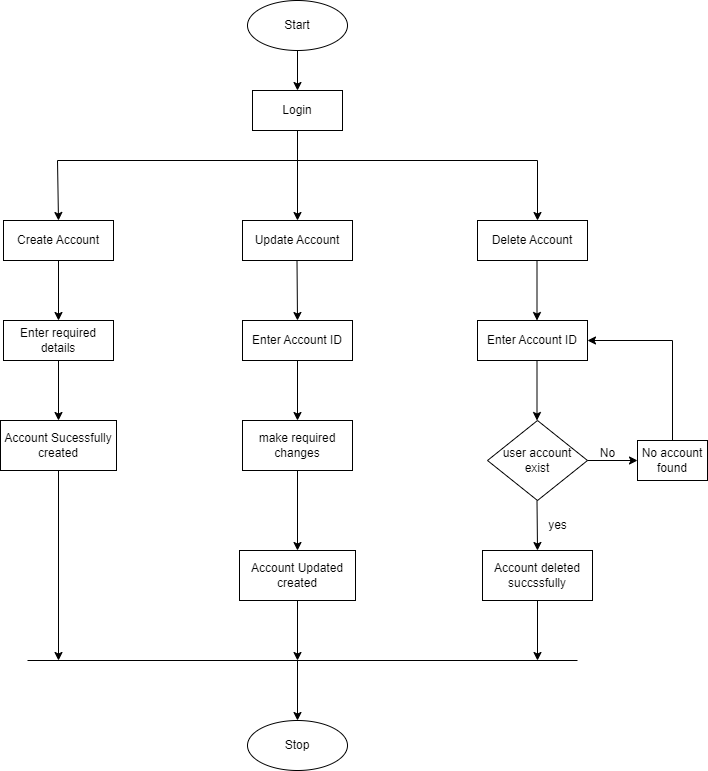 Start
Login
Create Account
Update Account
Delete Account
Enter required
details
Enter Account ID
Enter Account ID
Account Sucessfully
created
make required
changes
user account
exist
No
No account
found
yes
Account Updated
created
Account deleted
succssfully
Stop